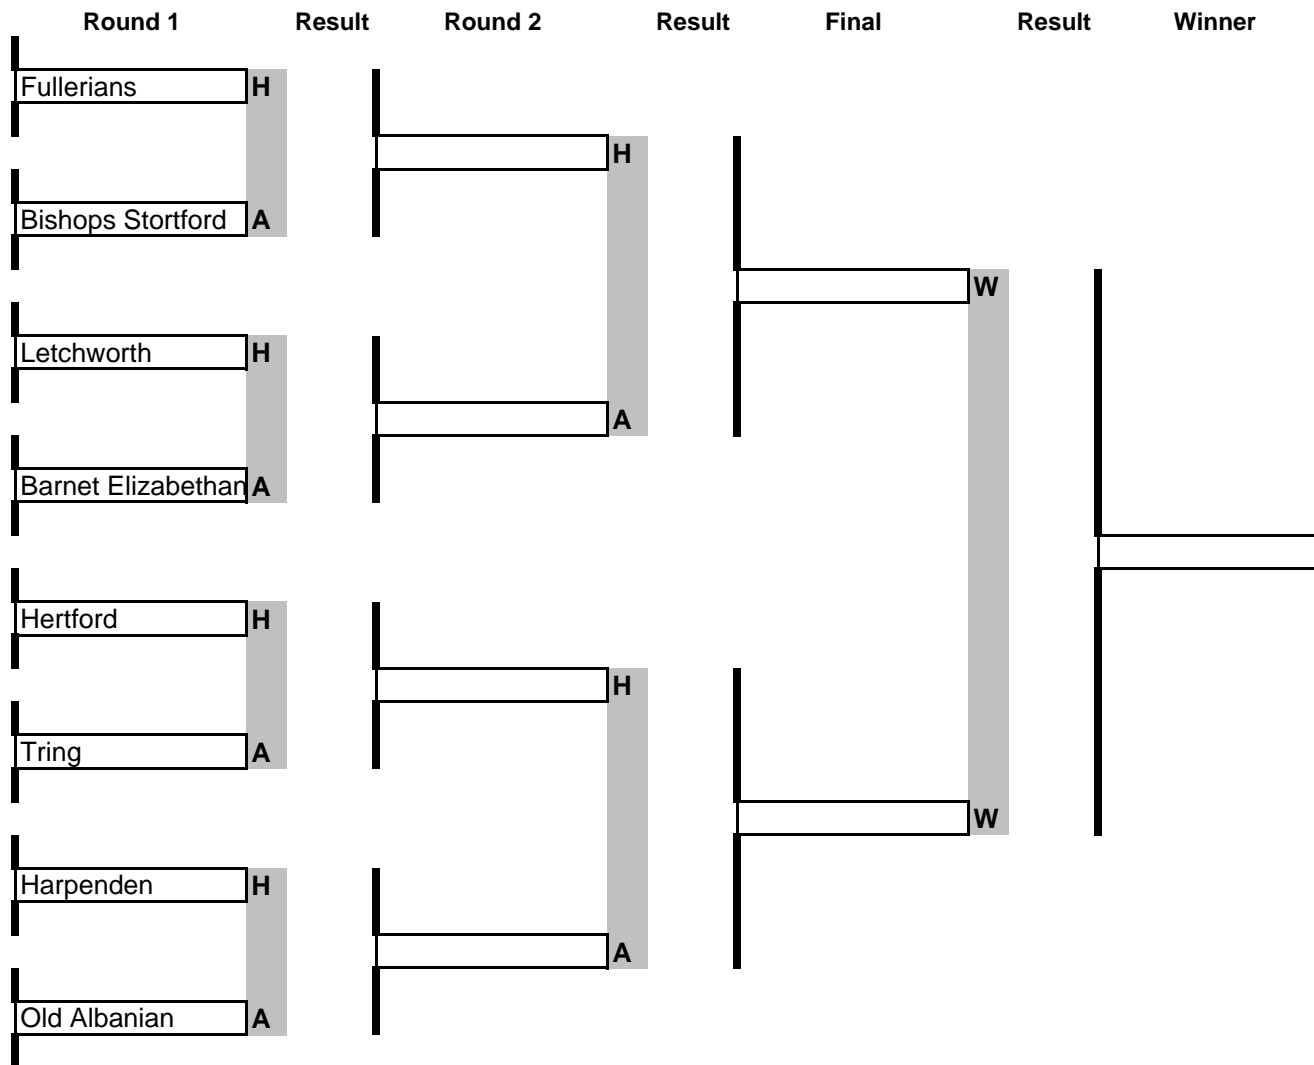 Round 1 Result Round 2 Result Final Result Winner
Fullerians H
H
Bishops Stortford A
W
Letchworth H
A
Barnet Elizabethan A
Hertford H
H
Tring A
W
Harpenden H
A
Old Albanian A